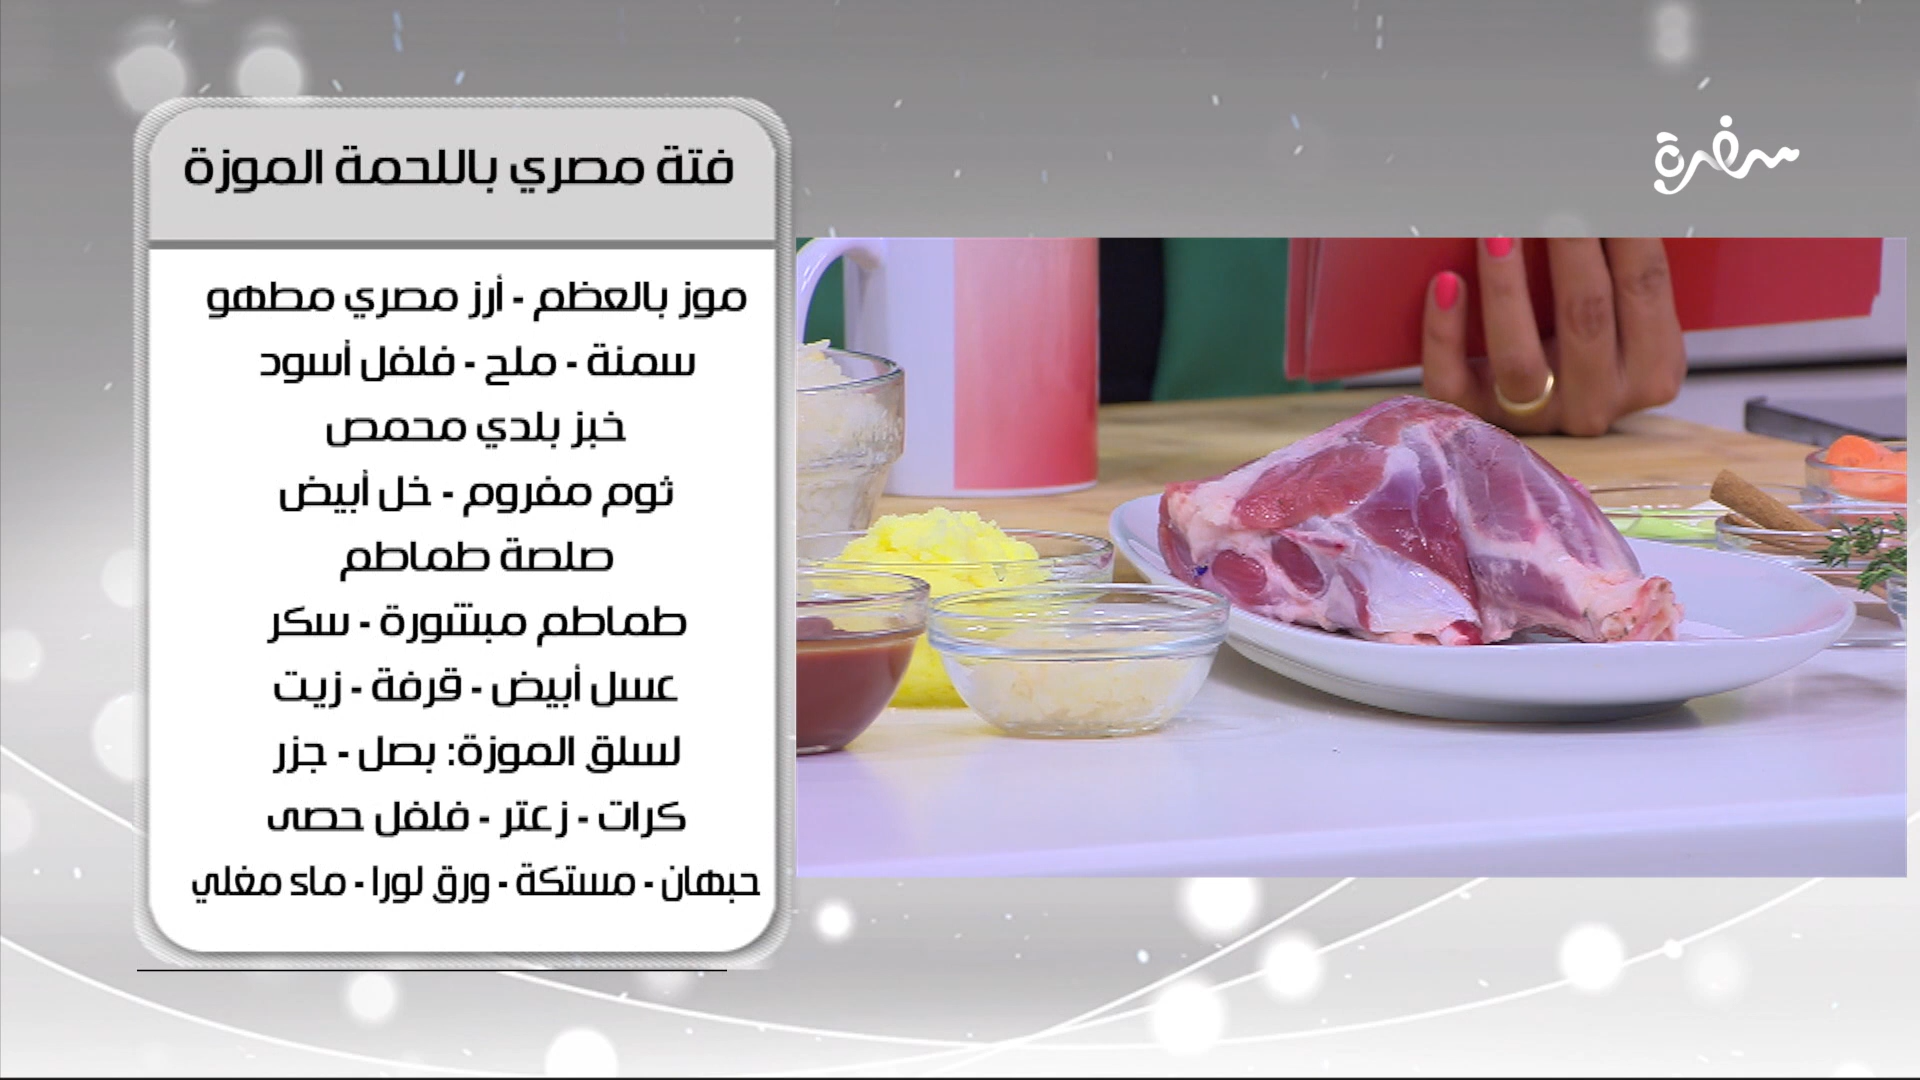 سفرة
فتة مصري باللحمة الموزة
موز بالعظم - أرز مصري مطهو
سمنة - ملح - فلفل أسود
خبز بلدي محمص
ثوم مفروم - خل أبيض
صلصة طماطم
طماطم مبشورة - سكر
عسل أبيض - قرفة - زيت
لسلق الموزة: بصل - جزر
كرات - زعتر - فلفل حصى
حبهان - مستكة - ورق لورا - ماء مغلي